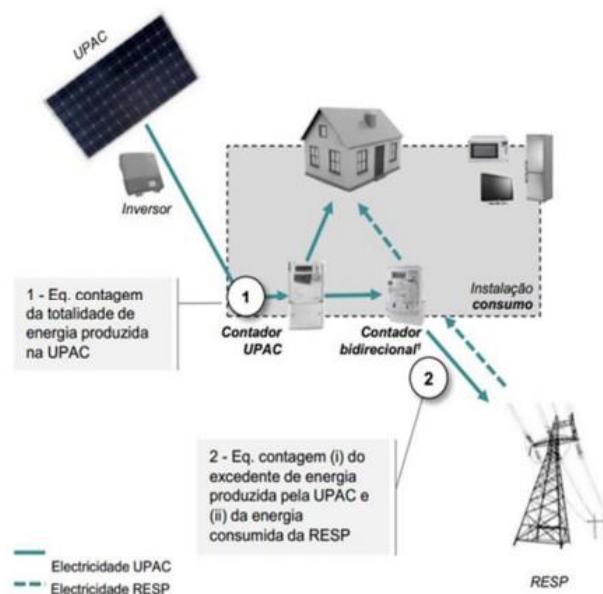 UPAC
Inversor
1 - Eq. contagem
da totalidade de
energia produzida
na UPAC
1
Contador
UPAC
Contador
bidirecional¹
Instalação
consumo
2
2 - Eq. contagem (i) do
excedente de energia
produzida pela UPAC e
(ii) da energia
consumida da RESP
Electricidade UPAC
Electricidade RESP
RESP